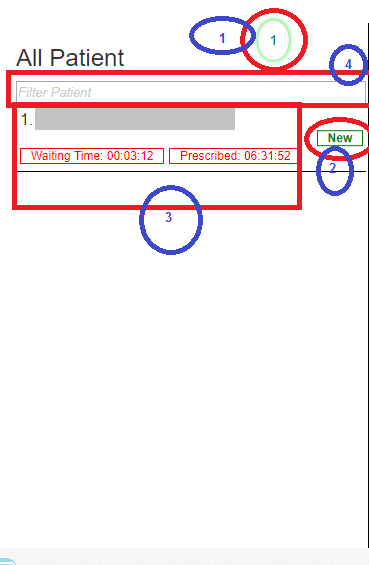 1 1
All Patient 4
Filter Patient
1.
New
Waiting Time: 00:03:12 Prescribed: 06:31:52
2
3